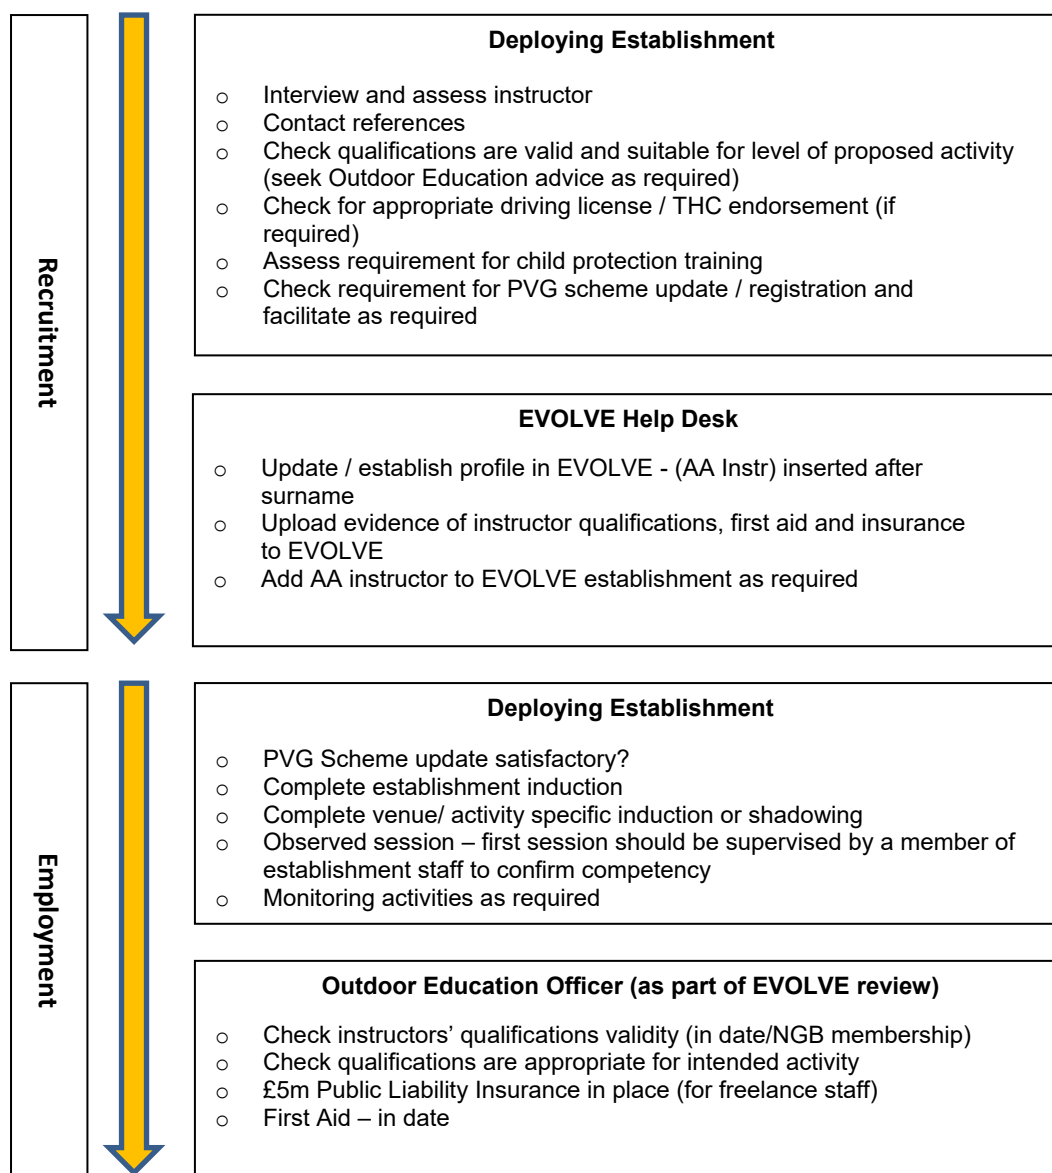 Recruitment
Deploying Establishment
o Interview and assess instructor
o Contact references
o Check qualifications are valid and suitable for level of proposed activity
(seek Outdoor Education advice as required)
o Check for appropriate driving license / THC endorsement (if
required)
o Assess requirement for child protection training
o Check requirement for PVG scheme update / registration and
facilitate as required
EVOLVE Help Desk
o Update / establish profile in EVOLVE - (AA Instr) inserted after
surname
o Upload evidence of instructor qualifications, first aid and insurance
to EVOLVE
o Add AA instructor to EVOLVE establishment as required
Employment
Deploying Establishment
o PVG Scheme update satisfactory?
o Complete establishment induction
o Complete venue/ activity specific induction or shadowing
o Observed session – first session should be supervised by a member of
establishment staff to confirm competency
o Monitoring activities as required
Outdoor Education Officer (as part of EVOLVE review)
o Check instructors’ qualifications validity (in date/NGB membership)
o Check qualifications are appropriate for intended activity
o £5m Public Liability Insurance in place (for freelance staff)
o First Aid – in date